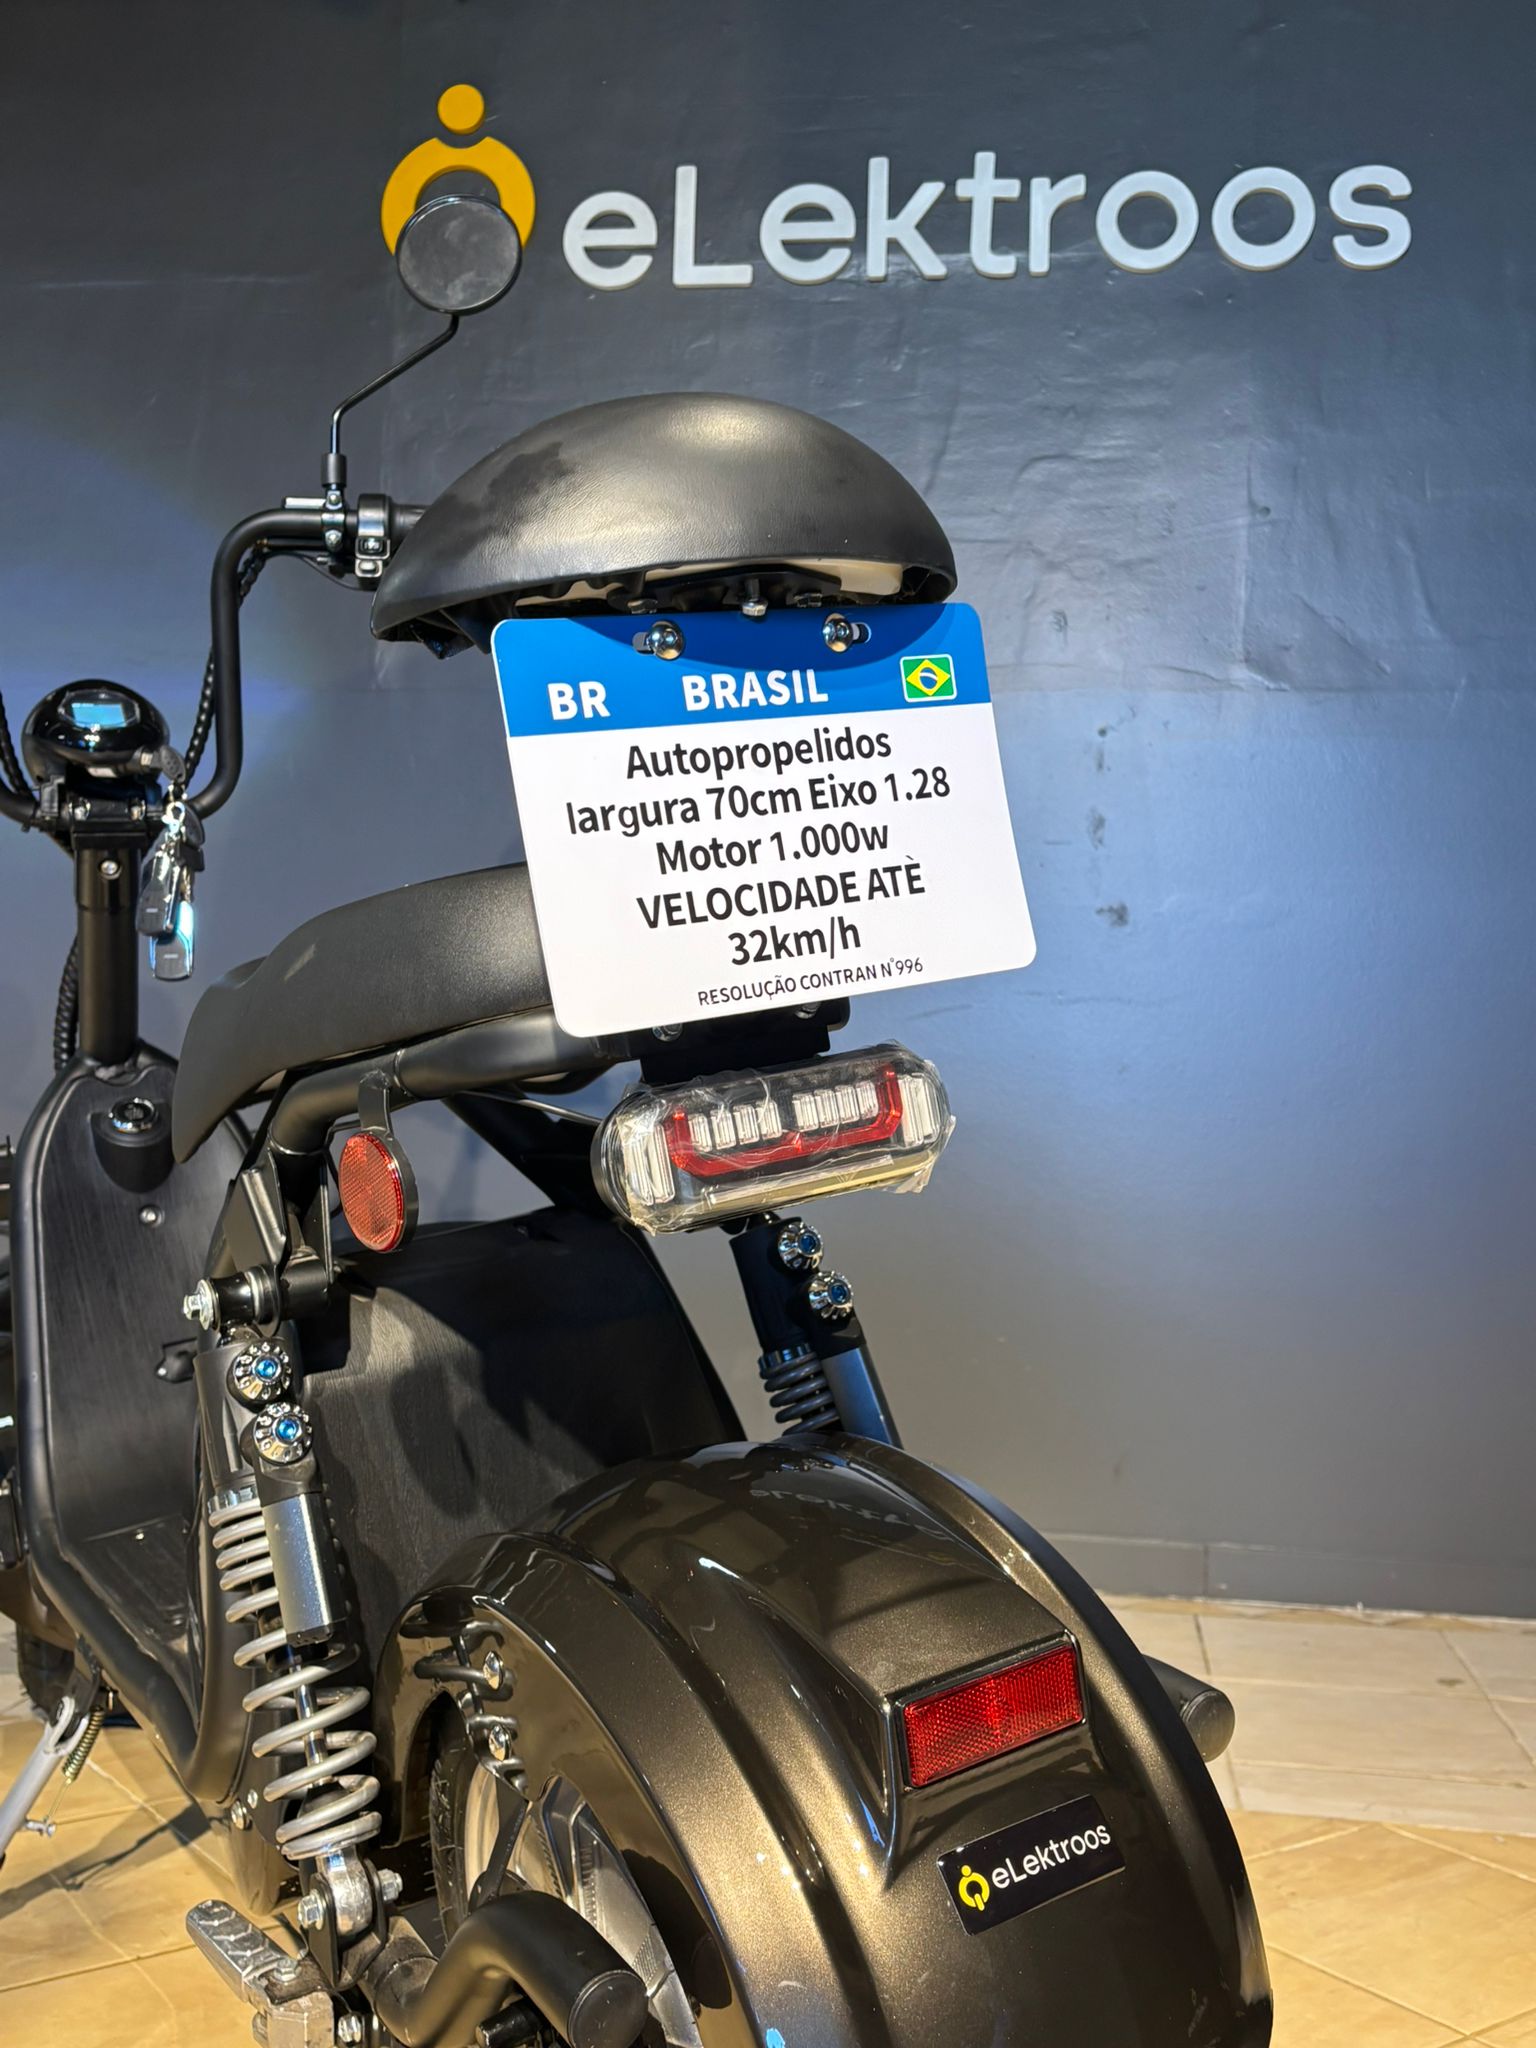 eLektroos
BR BRASIL
Autopropelidos
largura 70cm Eixo 1.28
Motor 1.000w
VELOCIDADE ATÈ
32km/h
RESOLUÇÃO CONTRAN N°996
eLektroos